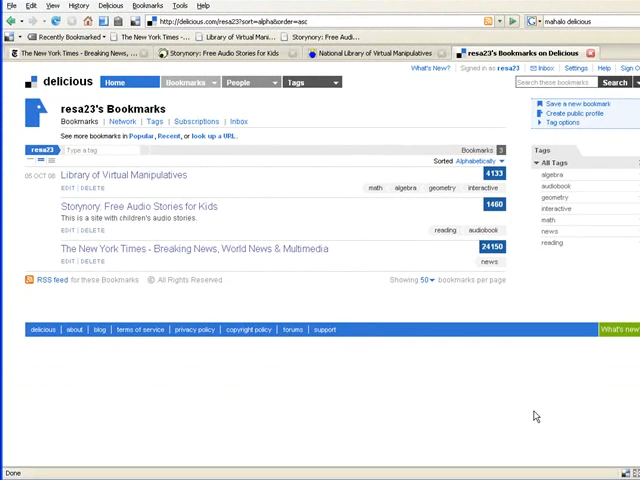 File Edit View History Delicious Bookmarks Tools Help
http://delicious.com/resa23?sort=alpha&order=asc
mahalo delicious
Recently Bookmarked The New York Times - ... Library of Virtual Mani... Storynory: Free Audi...
The New York Times - Breaking News, ... Storynory: Free Audio Stories for Kids National Library of Virtual Manipulatives resa23's Bookmarks on Delicious
What's New? Signed in as resa23 Inbox Settings Help Sign O
delicious Home Bookmarks People Tags Search these bookmarks Search
resa23's Bookmarks
Bookmarks | Network | Tags | Subscriptions | Inbox
See more bookmarks in Popular, Recent, or look up a URL.
Save a new bookmark
Create public profile
Tag options
resa23 Type a tag Bookmarks 3
Sorted Alphabetically
05 OCT 08 Library of Virtual Manipulatives 4133
EDIT | DELETE math algebra geometry interactive
Storynory: Free Audio Stories for Kids 1460
This is a site with children's audio stories.
EDIT | DELETE reading audiobook
The New York Times - Breaking News, World News & Multimedia 24150
EDIT | DELETE news
RSS feed for these Bookmarks © All Rights Reserved Showing 50 bookmarks per page
Tags
All Tags
algebra
audiobook
geometry
interactive
math
news
reading
delicious | about | blog | terms of service | privacy policy | copyright policy | forums | support What's new
Done